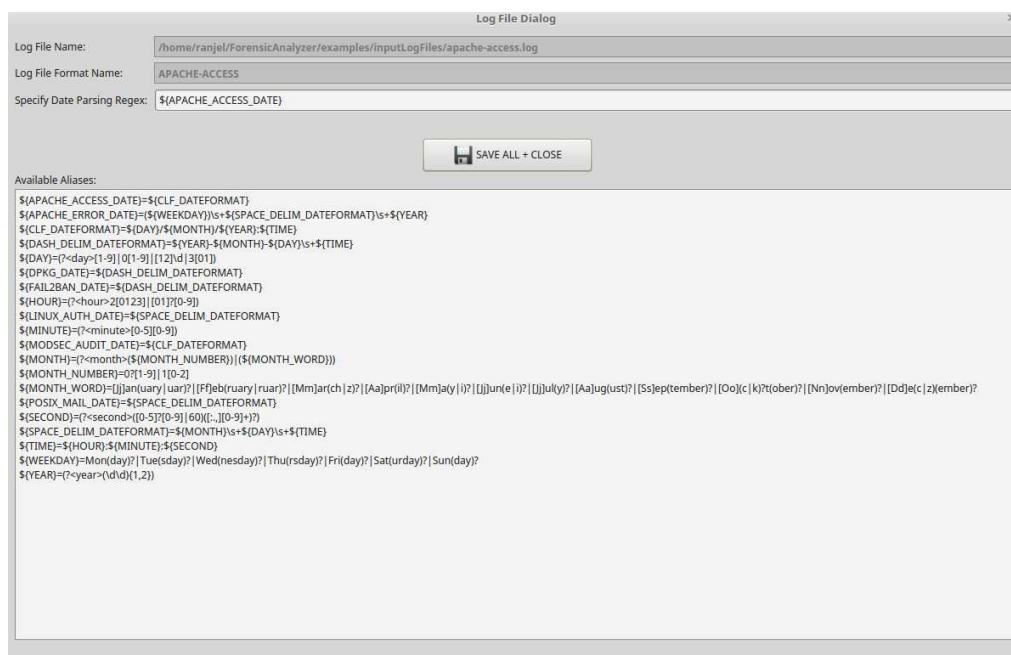 Log File Dialog
Log File Name: /home/ranjel/ForensicAnalyzer/examples/inputLogFiles/apache-access.log
Log File Format Name: APACHE-ACCESS
Specify Date Parsing Regex: ${APACHE_ACCESS_DATE}
SAVE ALL + CLOSE
Available Aliases:
${APACHE_ACCESS_DATE}=${CLF_DATEFORMAT}
${APACHE_ERROR_DATE}=(${WEEKDAY})\s+${SPACE_DELIM_DATEFORMAT}\s+${YEAR}
${CLF_DATEFORMAT}=${DAY}/${MONTH}/${YEAR}:${TIME}
${DASH_DELIM_DATEFORMAT}=${YEAR}-${MONTH}-${DAY}\s+${TIME}
${DAY}=(?<day>[1-9]|0[1-9]|[12]\d|3[01])
${DPKG_DATE}=${DASH_DELIM_DATEFORMAT}
${FAIL2BAN_DATE}=${DASH_DELIM_DATEFORMAT}
${HOUR}=(?<hour>2[0123]|[01]?[0-9])
${LINUX_AUTH_DATE}=${SPACE_DELIM_DATEFORMAT}
${MINUTE}=(?<minute>[0-5][0-9])
${MODSEC_AUDIT_DATE}=${CLF_DATEFORMAT}
${MONTH}=(?<month>(${MONTH_NUMBER})|(${MONTH_WORD}))
${MONTH_NUMBER}=0?[1-9]|1[0-2]
${MONTH_WORD}=[Jj]an(uary|uar)?|[Ff]eb(ruary|ruar)?|[Mm]ar(ch|z)?|[Aa]pr(il)?|[Mm]a(y|i)?|[Jj]un(e|i)?|[Jj]ul(y)?|[Aa]ug(ust)?|[Ss]ep(tember)?|[Oo](c|k)?t(ober)?|[Nn]ov(ember)?|[Dd]e(c|z)(ember)?
${POSIX_MAIL_DATE}=${SPACE_DELIM_DATEFORMAT}
${SECOND}=(?<second>([0-5]?[0-9]|60)([:.,][0-9]+)?)
${SPACE_DELIM_DATEFORMAT}=${MONTH}\s+${DAY}\s+${TIME}
${TIME}=${HOUR}:${MINUTE}:${SECOND}
${WEEKDAY}=Mon(day)?|Tue(sday)?|Wed(nesday)?|Thu(rsday)?|Fri(day)?|Sat(urday)?|Sun(day)?
${YEAR}=(?<year>(\d\d){1,2})